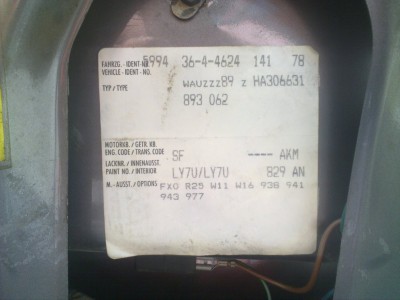 5994 36-4-4624 141 78
FAHRZG.-IDENT-NO.
VEHICLE-IDENT-NO.
WAUZZZ89 Z HA306631
TYP / TYPE
893 062
MOTORKB. / GETR. KB.
ENG. CODE / TRANS. CODE
SF ---- AKM
LACKNR. / INNENAUSST.
PAINT NO. / INTERIOR
LY7U/LY7U 829 AN
M.-AUSST. / OPTIONS
FX0 R25 W11 W16 938 941
943 977